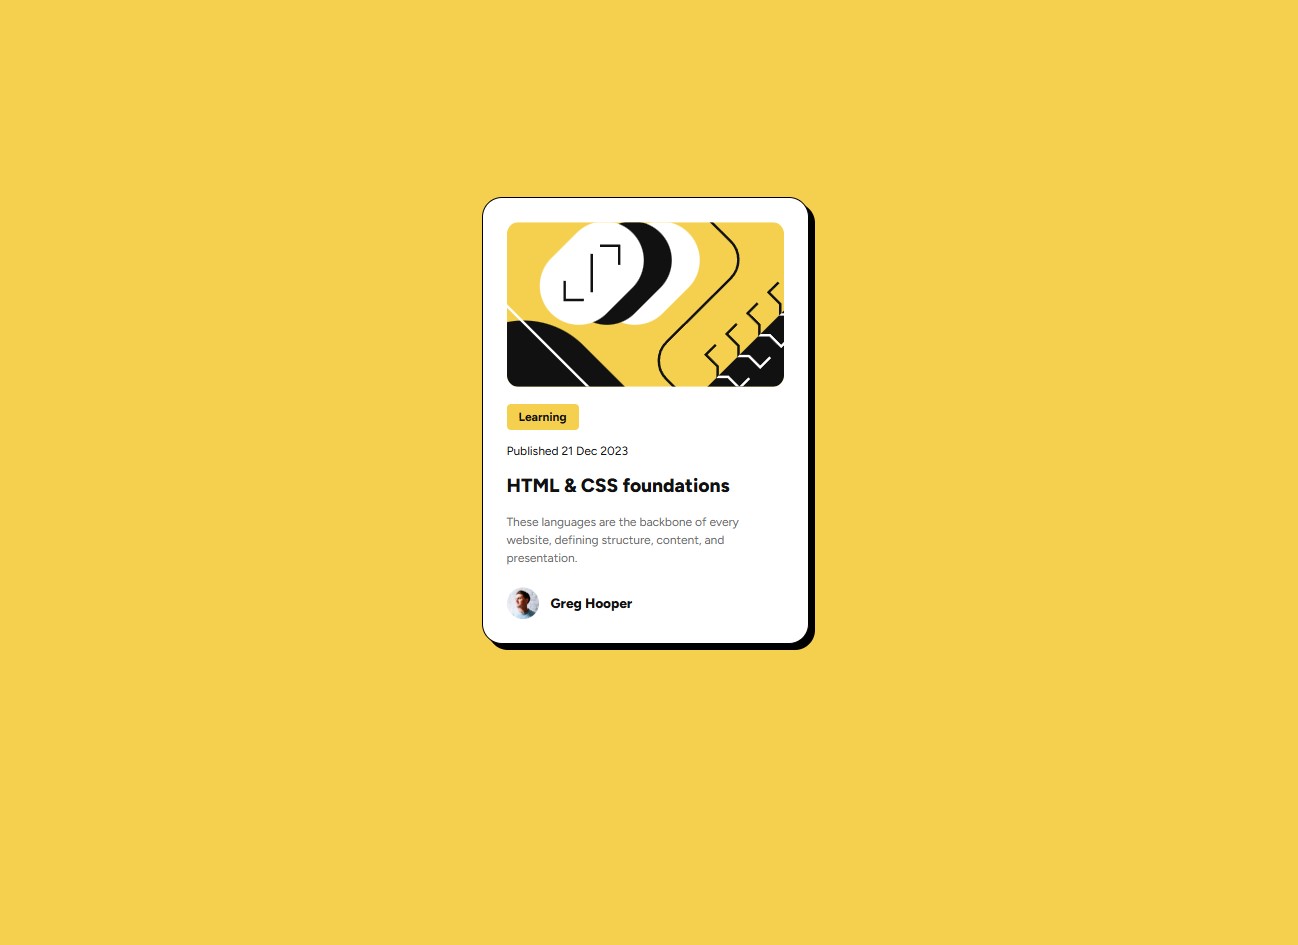 Learning
Published 21 Dec 2023
HTML & CSS foundations
These languages are the backbone of every
website, defining structure, content, and
presentation.
Greg Hooper